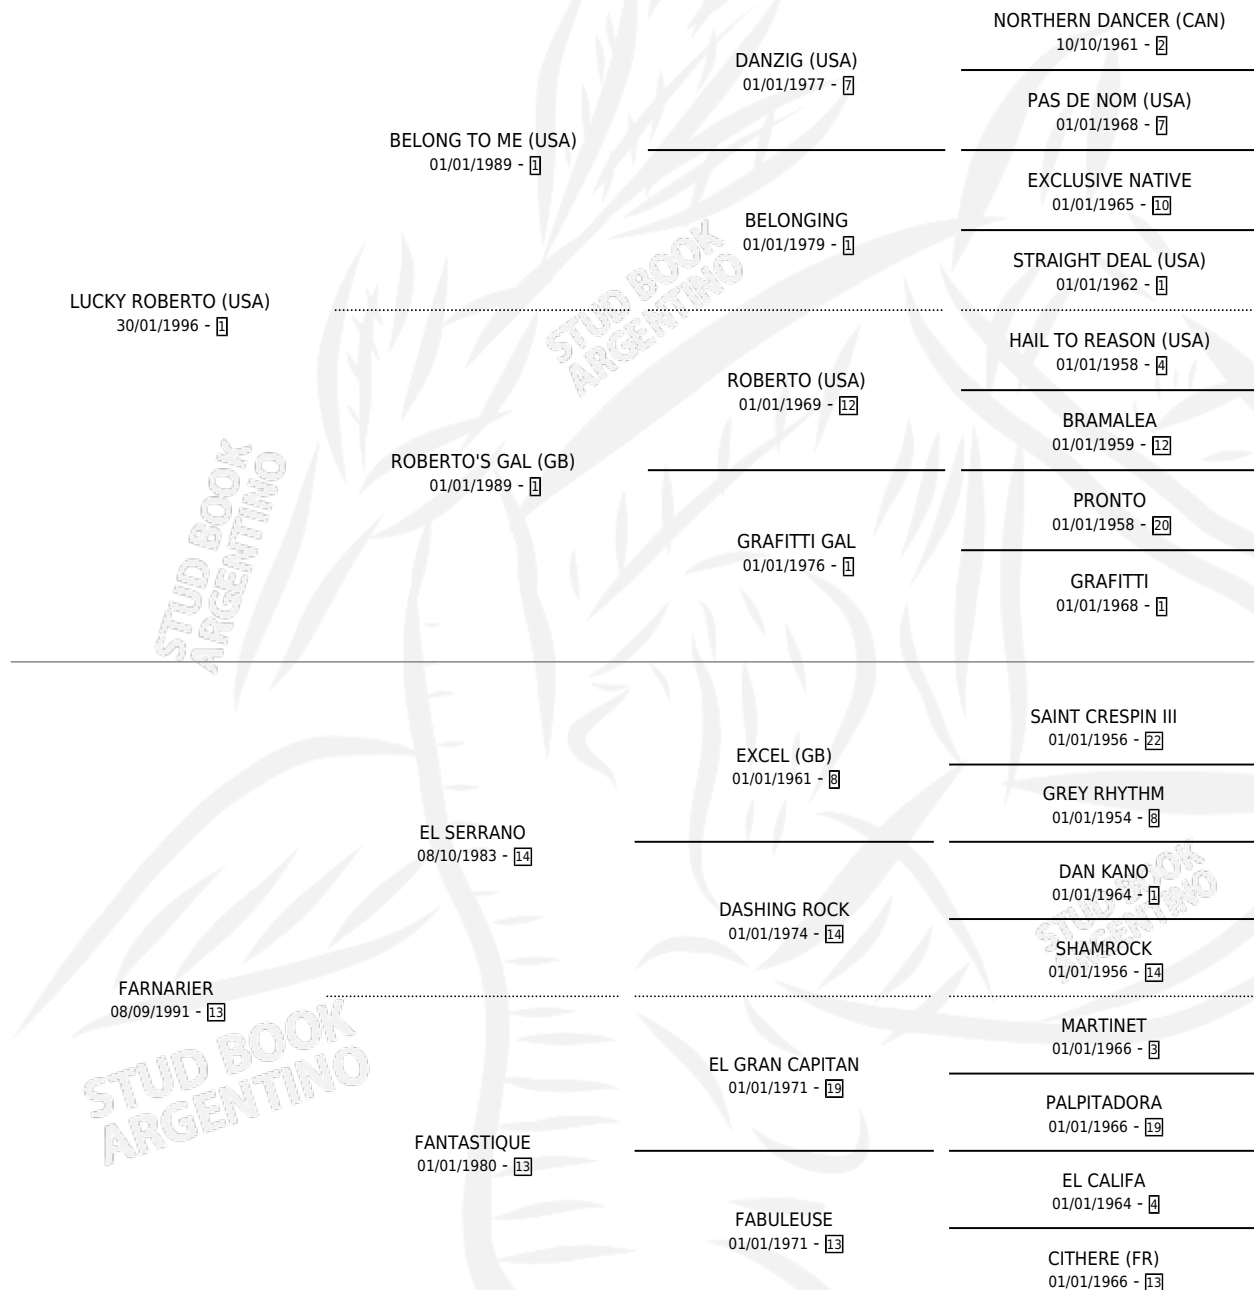 NORTHERN DANCER (CAN)
10/10/1961 - 2
DANZIG (USA)
01/01/1977 - 7
PAS DE NOM (USA)
01/01/1968 - 7
BELONG TO ME (USA)
01/01/1989 - 1
EXCLUSIVE NATIVE
01/01/1965 - 10
BELONGING
01/01/1979 - 1
STRAIGHT DEAL (USA)
01/01/1962 - 1
LUCKY ROBERTO (USA)
30/01/1996 - 1
STUD BOOK
ARGENTINO
HAIL TO REASON (USA)
01/01/1958 - 4
ROBERTO (USA)
01/01/1969 - 12
BRAMALEA
01/01/1959 - 12
ROBERTO'S GAL (GB)
01/01/1989 - 1
PRONTO
01/01/1958 - 20
GRAFITTI GAL
01/01/1976 - 1
GRAFITTI
01/01/1968 - 1
STUD BOOK
ARGENTINO
SAINT CRESPIN III
01/01/1956 - 22
EXCEL (GB)
01/01/1961 - 8
GREY RHYTHM
01/01/1954 - 8
EL SERRANO
08/10/1983 - 14
DAN KANO
01/01/1964 - 1
DASHING ROCK
01/01/1974 - 14
STUD BOOK
ARGENTINO
SHAMROCK
01/01/1956 - 14
FARNARIER
08/09/1991 - 13
MARTINET
01/01/1966 - 3
EL GRAN CAPITAN
01/01/1971 - 19
STUD BOOK
ARGENTINO
PALPITADORA
01/01/1966 - 19
FANTASTIQUE
01/01/1980 - 13
EL CALIFA
01/01/1964 - 4
FABULEUSE
01/01/1971 - 13
CITHERE (FR)
01/01/1966 - 13